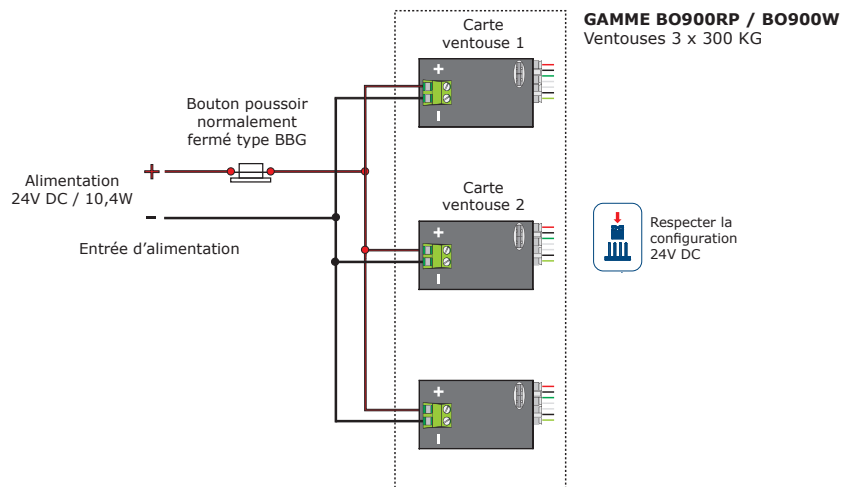 Carte
ventouse 1
GAMME BO900RP / BO900W
Ventouses 3 x 300 KG
+
-
Bouton poussoir
normalement
fermé type BBG
+
Alimentation
24V DC / 10,4W
-
Entrée d’alimentation
Carte
ventouse 2
+
-
Respecter la
configuration
24V DC
+
-